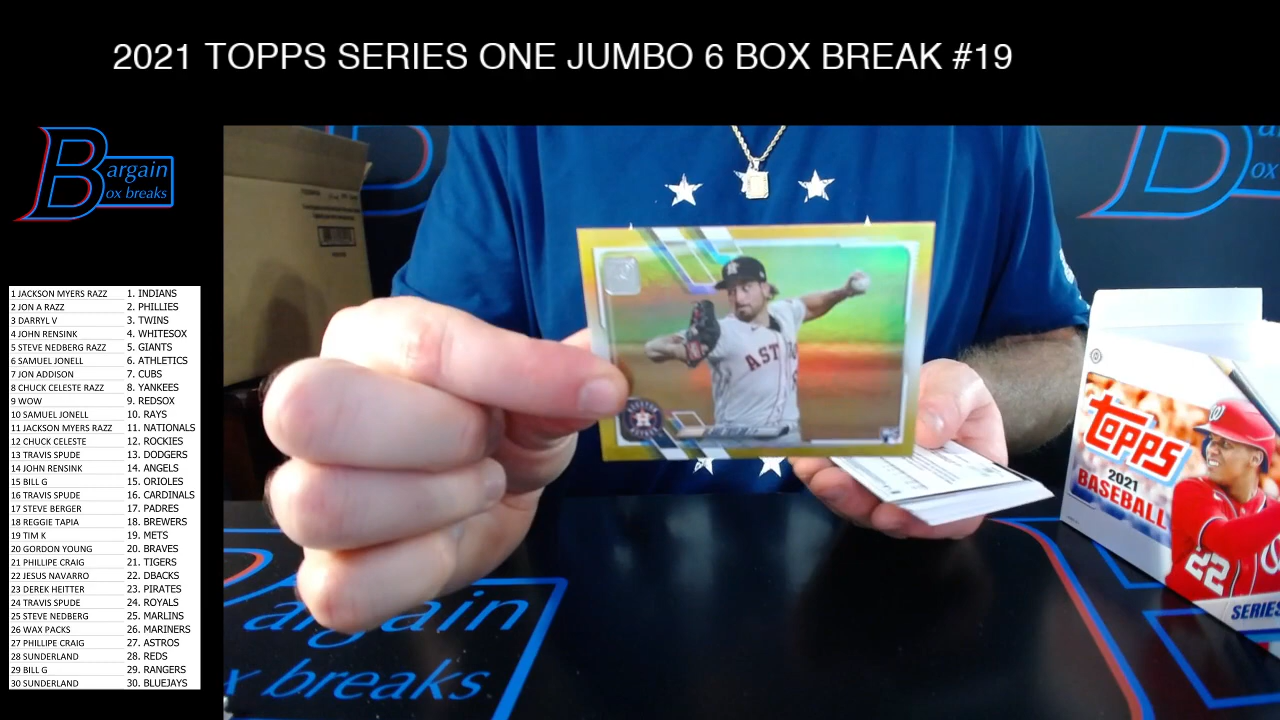 2021 TOPPS SERIES ONE JUMBO 6 BOX BREAK #19
Bargain
ox breaks
1 JACKSON MYERS RAZZ 1. INDIANS
2 JON A RAZZ 2. PHILLIES
3 DARRYL V 3. TWINS
4 JOHN RENSINK 4. WHITESOX
5 STEVE NEDBERG RAZZ 5. GIANTS
6 SAMUEL JONELL 6. ATHLETICS
7 JON ADDISON 7. CUBS
8 CHUCK CELESTE RAZZ 8. YANKEES
9 WOW 9. REDSOX
10 SAMUEL JONELL 10. RAYS
11 JACKSON MYERS RAZZ 11. NATIONALS
12 CHUCK CELESTE 12. ROCKIES
13 TRAVIS SPUDE 13. DODGERS
14 JOHN RENSINK 14. ANGELS
15 BILL G 15. ORIOLES
16 TRAVIS SPUDE 16. CARDINALS
17 STEVE BERGER 17. PADRES
18 REGGIE TAPIA 18. BREWERS
19 TIM K 19. METS
20 GORDON YOUNG 20. BRAVES
21 PHILLIPE CRAIG 21. TIGERS
22 JESUS NAVARRO 22. DBACKS
23 DEREK HEITTER 23. PIRATES
24 TRAVIS SPUDE 24. ROYALS
25 STEVE NEDBERG 25. MARLINS
26 WAX PACKS 26. MARINERS
27 PHILLIPE CRAIG 27. ASTROS
28 SUNDERLAND 28. REDS
29 BILL G 29. RANGERS
30 SUNDERLAND 30. BLUEJAYS
H
AST
TOPPS
2021
BASEBALL
W
22
SERIES
argain
x breaks
B
ox